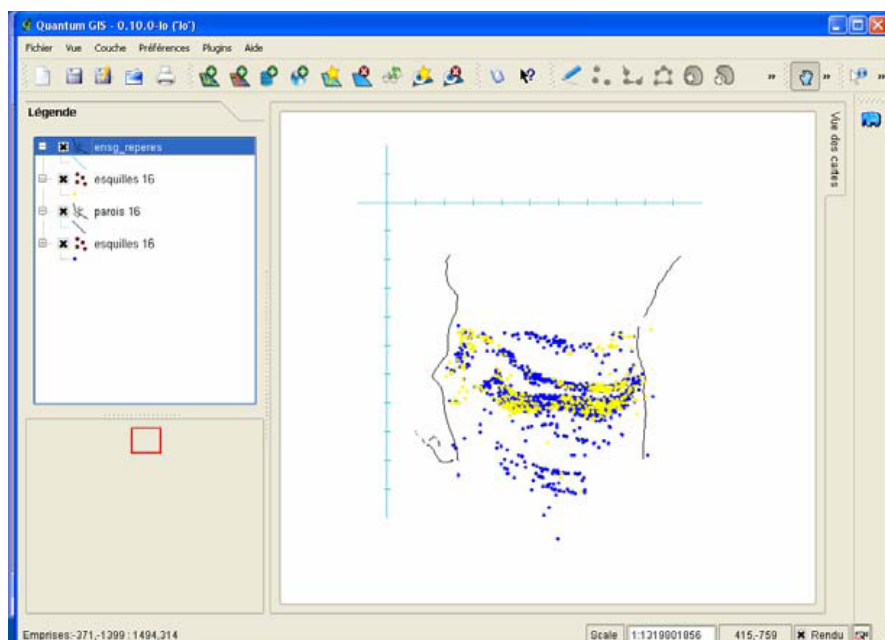 Quantum GIS - 0.10.0-Io ('Io')
Fichier Vue Couche Préférences Plugins Aide
Légende
ensg_reperes
esquilles 16
parois 16
esquilles 16
Vue des cartes
Emprises:-371,-1399 : 1494,314
Scale 1:1319801856 415,-759 Rendu